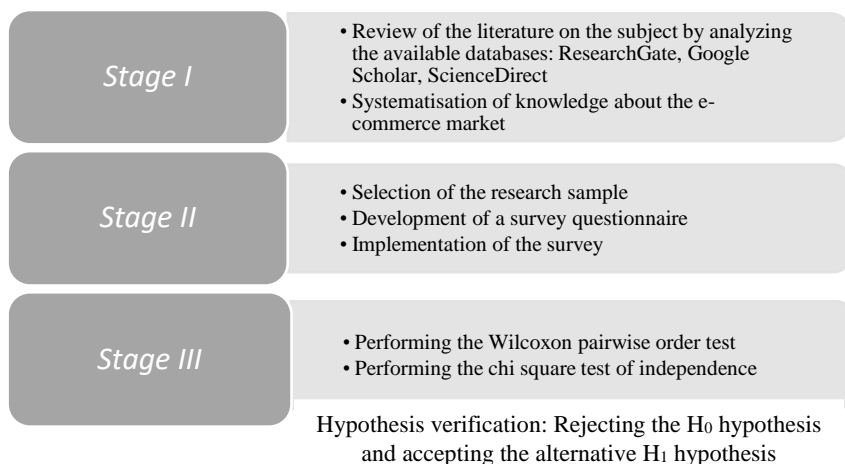 Stage I
• Review of the literature on the subject by analyzing
the available databases: ResearchGate, Google
Scholar, ScienceDirect
• Systematisation of knowledge about the e-
commerce market
Stage II
• Selection of the research sample
• Development of a survey questionnaire
• Implementation of the survey
Stage III
• Performing the Wilcoxon pairwise order test
• Performing the chi square test of independence
Hypothesis verification: Rejecting the H₀ hypothesis
and accepting the alternative H₁ hypothesis